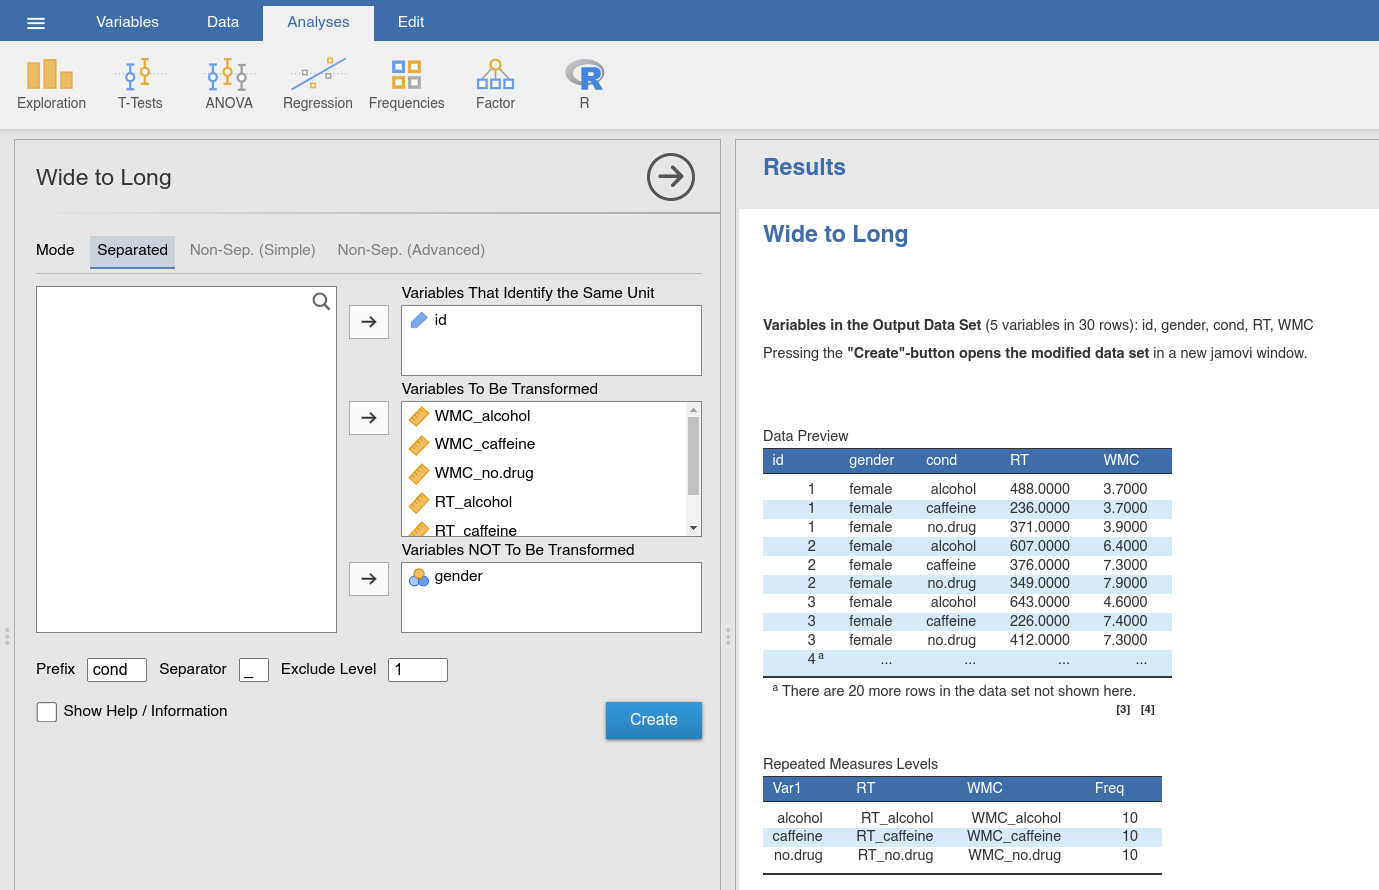 Variables Data Analyses Edit
Exploration T-Tests ANOVA Regression Frequencies Factor R
Wide to Long
Mode Separated Non-Sep. (Simple) Non-Sep. (Advanced)
Variables That Identify the Same Unit
id
Variables To Be Transformed
WMC_alcohol
WMC_caffeine
WMC_no.drug
RT_alcohol
RT_caffeine
Variables NOT To Be Transformed
gender
Prefix cond Separator _ Exclude Level 1
Show Help / Information
Create
Results
Wide to Long
Variables in the Output Data Set (5 variables in 30 rows): id, gender, cond, RT, WMC
Pressing the "Create"-button opens the modified data set in a new jamovi window.
Data Preview
id gender cond RT WMC
1 female alcohol 488.0000 3.7000
1 female caffeine 236.0000 3.7000
1 female no.drug 371.0000 3.9000
2 female alcohol 607.0000 6.4000
2 female caffeine 376.0000 7.3000
2 female no.drug 349.0000 7.9000
3 female alcohol 643.0000 4.6000
3 female caffeine 226.0000 7.4000
3 female no.drug 412.0000 7.3000
4 a ... ... ... ...
a There are 20 more rows in the data set not shown here.
[3] [4]
Repeated Measures Levels
Var1 RT WMC Freq
alcohol RT_alcohol WMC_alcohol 10
caffeine RT_caffeine WMC_caffeine 10
no.drug RT_no.drug WMC_no.drug 10